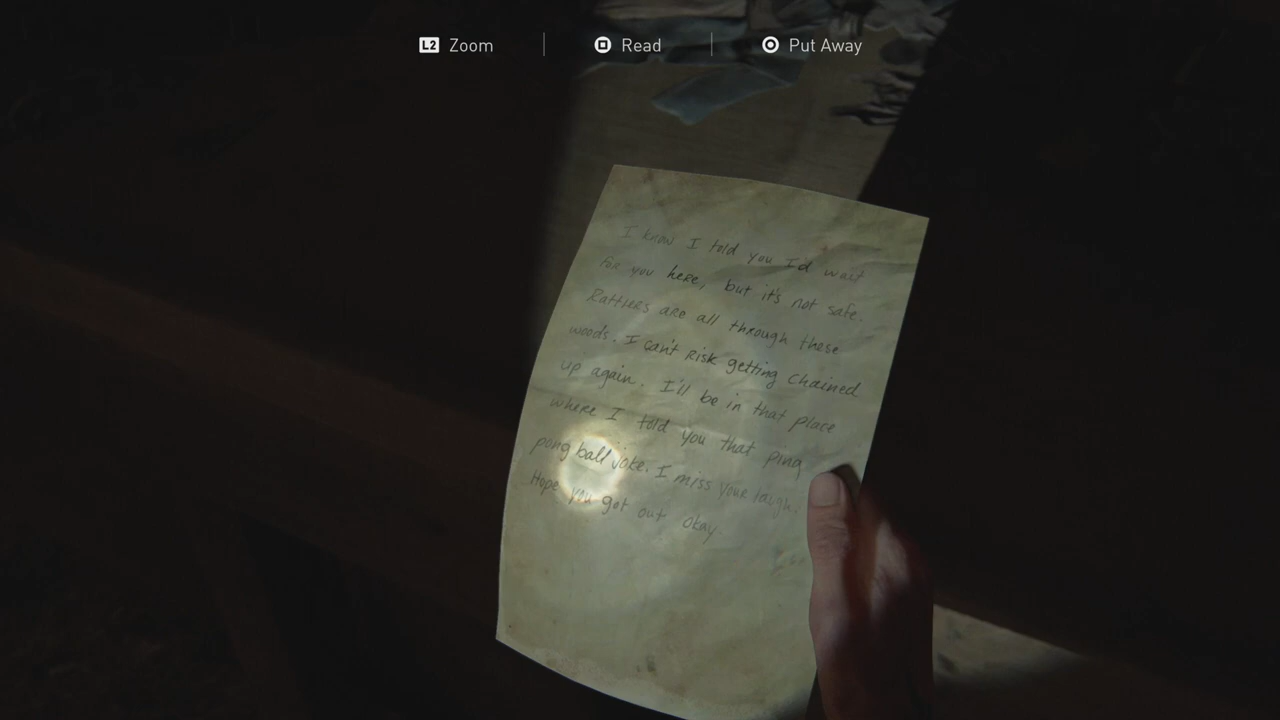 L2 Zoom Read Put Away
I know I told you I'd wait
for you here, but it's not safe.
Rattlers are all through these
woods. I can't risk getting chained
up again. I'll be in that place
where I told you that ping
pong ball joke. I miss your laugh.
Hope you got out okay